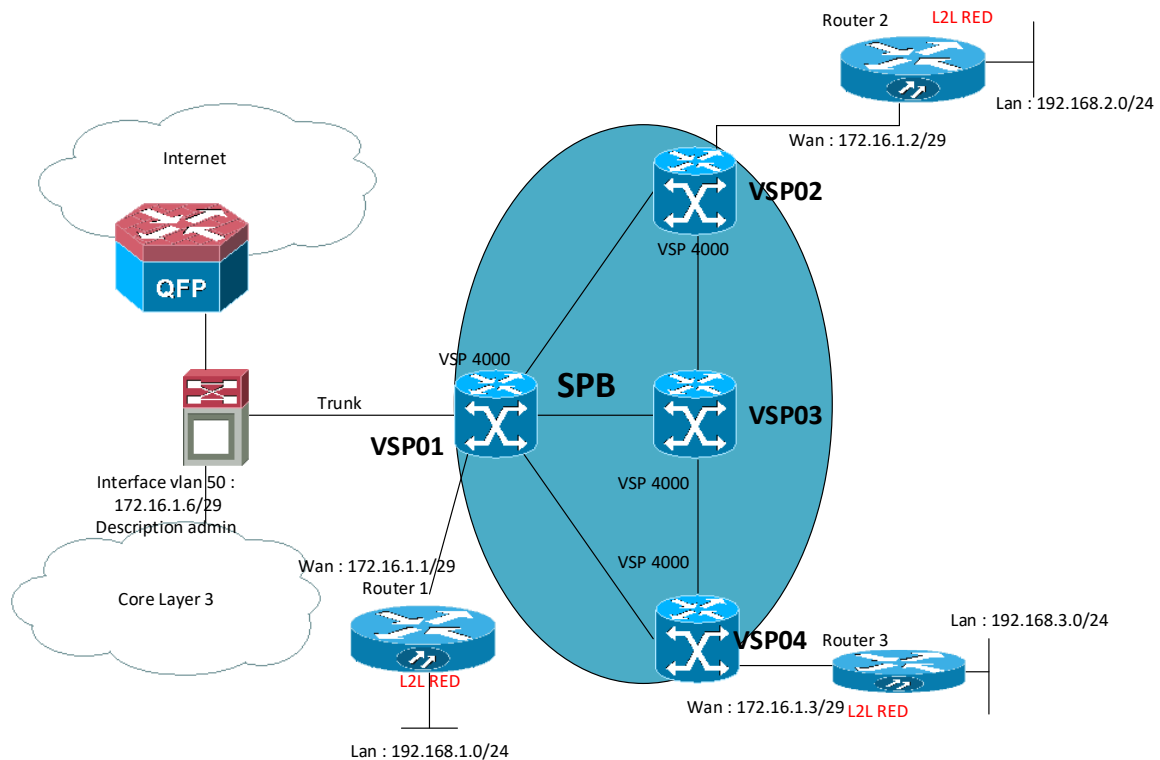 Router 2
L2L RED
Lan : 192.168.2.0/24
Wan : 172.16.1.2/29
Internet
QFP
VSP02
VSP 4000
VSP 4000
SPB
Trunk
VSP01
VSP03
Interface vlan 50 :
172.16.1.6/29
Description admin
VSP 4000
VSP 4000
Wan : 172.16.1.1/29
Router 1
Core Layer 3
L2L RED
Lan : 192.168.1.0/24
VSP04
Router 3
Lan : 192.168.3.0/24
Wan : 172.16.1.3/29
L2L RED